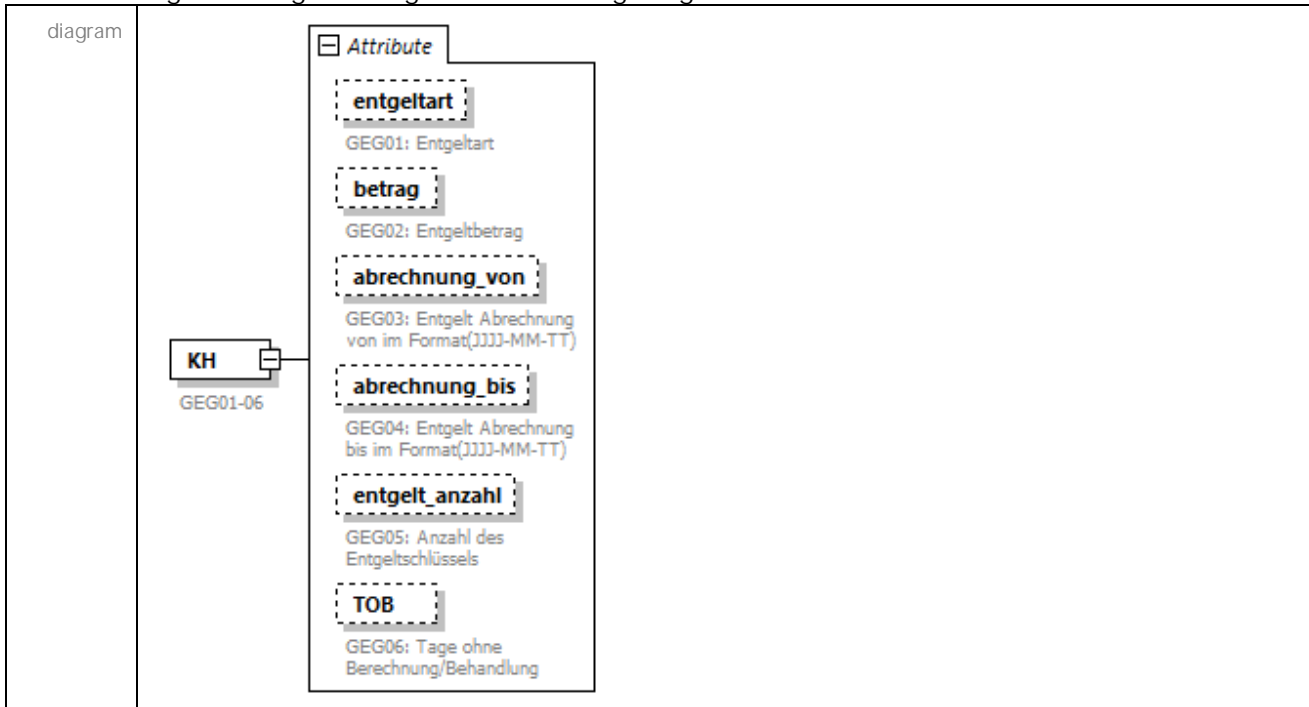 diagram
Attribute
entgeltart
GEG01: Entgeltart
betrag
GEG02: Entgeltbetrag
abrechnung_von
GEG03: Entgelt Abrechnung
von im Format(JJJJ-MM-TT)
KH
GEG01-06
abrechnung_bis
GEG04: Entgelt Abrechnung
bis im Format(JJJJ-MM-TT)
entgelt_anzahl
GEG05: Anzahl des
Entgeltschlüssels
TOB
GEG06: Tage ohne
Berechnung/Behandlung